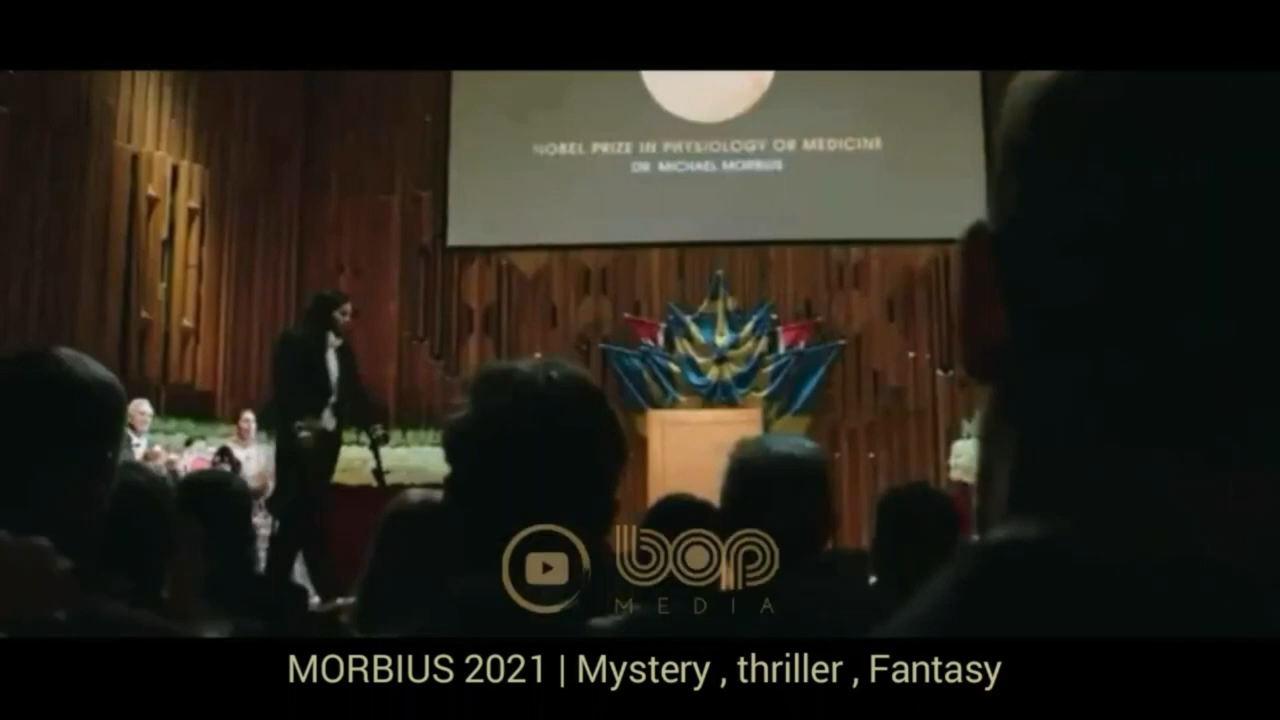 NOBEL PRIZE IN PHYSIOLOGY OR MEDICINE
DR. MICHAEL MORBIUS
bop
MEDIA
MORBIUS 2021 | Mystery , thriller , Fantasy